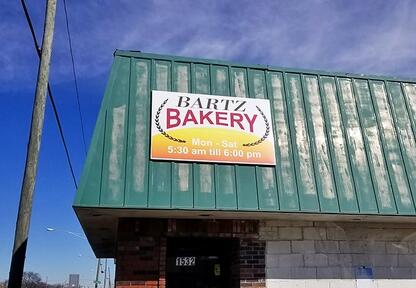 BARTZ
BAKERY
Mon - Sat
5:30 am till 6:00 pm
1532